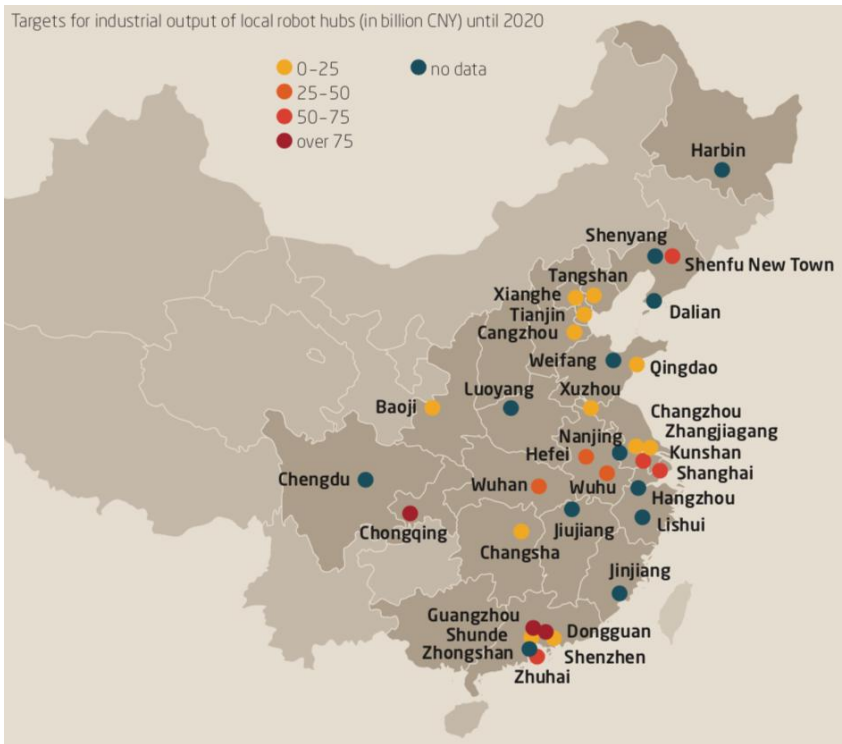 Targets for industrial output of local robot hubs (in billion CNY) until 2020
0–25
no data
25–50
50–75
over 75
Harbin
Shenyang
Shenfu New Town
Tangshan
Xianghe
Tianjin
Dalian
Cangzhou
Weifang
Qingdao
Luoyang
Xuzhou
Baoji
Changzhou
Zhangjiagang
Nanjing
Kunshan
Hefei
Shanghai
Chengdu
Wuhan
Wuhu
Hangzhou
Lishui
Chongqing
Jiujiang
Changsha
Jinjiang
Guangzhou
Shunde
Dongguan
Zhongshan
Shenzhen
Zhuhai